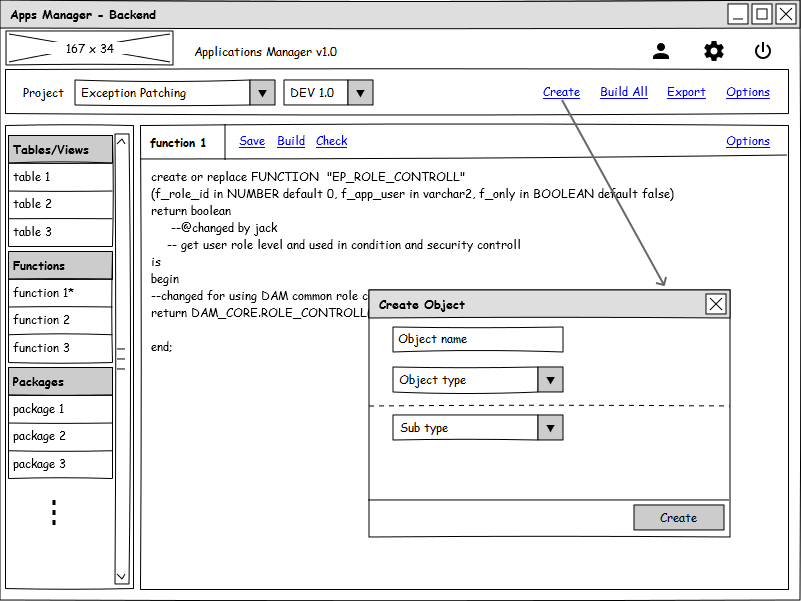 Apps Manager - Backend
167 x 34
Applications Manager v1.0
Project
Exception Patching
DEV 1.0
Create
Build All
Export
Options
Tables/Views
table 1
table 2
table 3
Functions
function 1*
function 2
function 3
Packages
package 1
package 2
package 3
function 1
Save
Build
Check
Options
create or replace FUNCTION "EP_ROLE_CONTROLL"
(f_role_id in NUMBER default 0, f_app_user in varchar2, f_only in BOOLEAN default false)
return boolean
--@changed by jack
-- get user role level and used in condition and security controll
is
begin
--changed for using DAM common role c
return DAM_CORE.ROLE_CONTROLL(
end;
Create Object
Object name
Object type
Sub type
Create